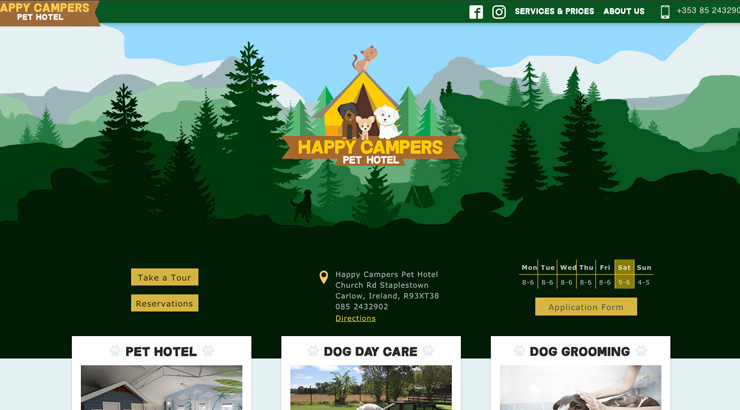 APPY CAMPERS
PET HOTEL
SERVICES & PRICES
ABOUT US
+353 85 243290
HAPPY CAMPERS
PET HOTEL
Take a Tour
Reservations
Happy Campers Pet Hotel
Church Rd Staplestown
Carlow, Ireland, R93XT38
085 2432902
Directions
Mon Tue Wed Thu Fri Sat Sun
8-6 8-6 8-6 8-6 8-6 9-6 4-5
Application Form
PET HOTEL
DOG DAY CARE
DOG GROOMING